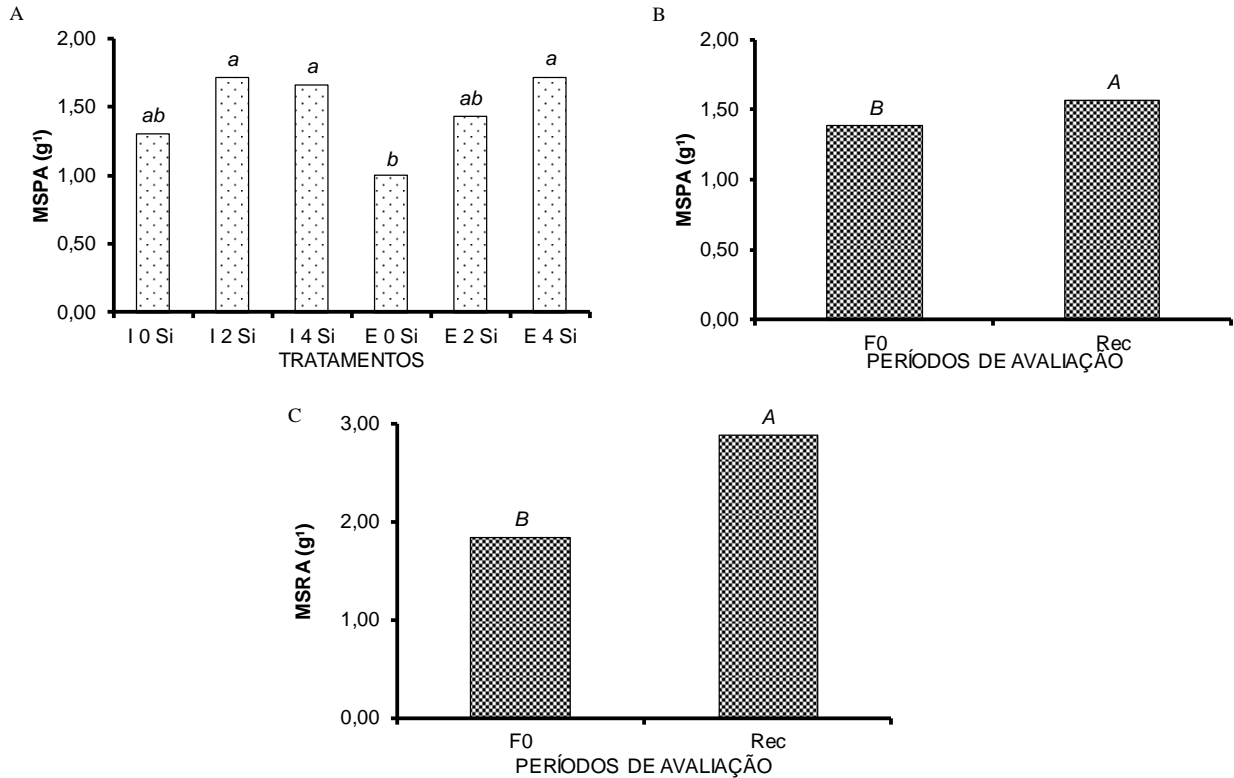 A
2,00
1,50
1,00
0,50
0,00
MSPA (g¹)
ab
a
a
b
ab
a
I 0 Si
I 2 Si
I 4 Si
E 0 Si
E 2 Si
E 4 Si
TRATAMENTOS
B
2,00
1,50
1,00
0,50
0,00
MSPA (g¹)
B
A
F0
Rec
PERÍODOS DE AVALIAÇÃO
C
3,00
2,00
1,00
0,00
MSRA (g¹)
B
A
F0
Rec
PERÍODOS DE AVALIAÇÃO